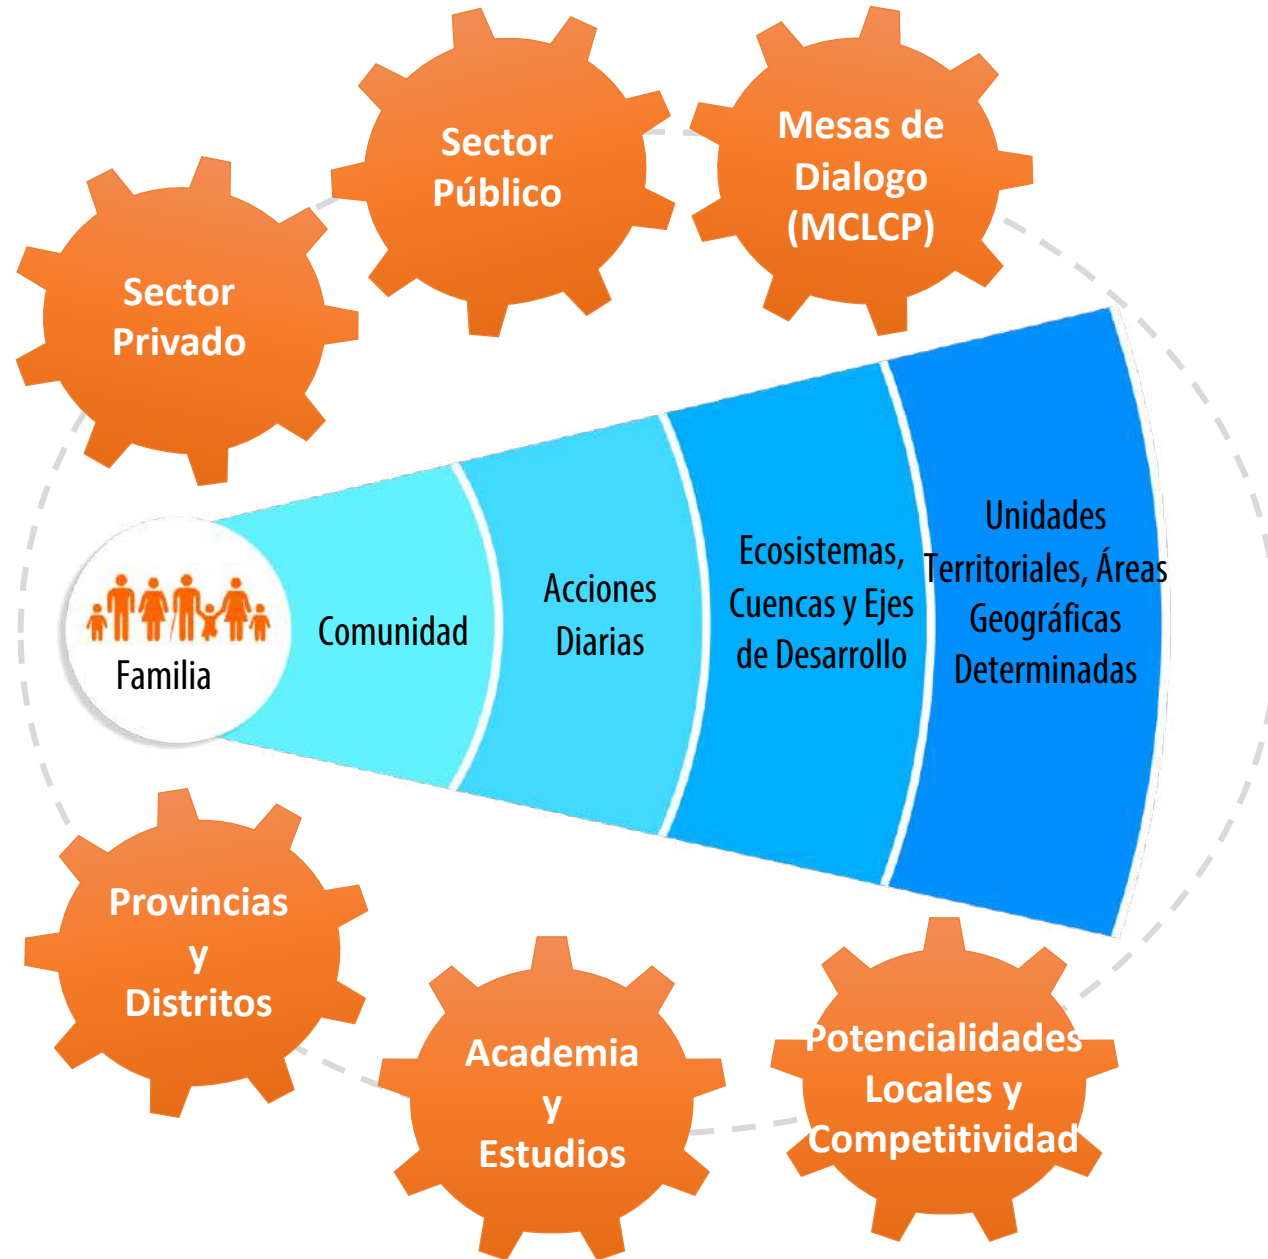 Sector
Público
Mesas de
Dialogo
(MCLCP)
Sector
Privado
Familia
Comunidad
Acciones
Diarias
Ecosistemas,
Cuencas y Ejes
de Desarrollo
Unidades
Territoriales, Áreas
Geográficas
Determinadas
Provincias
y
Distritos
Academia
y
Estudios
Potencialidades
Locales y
Competitividad